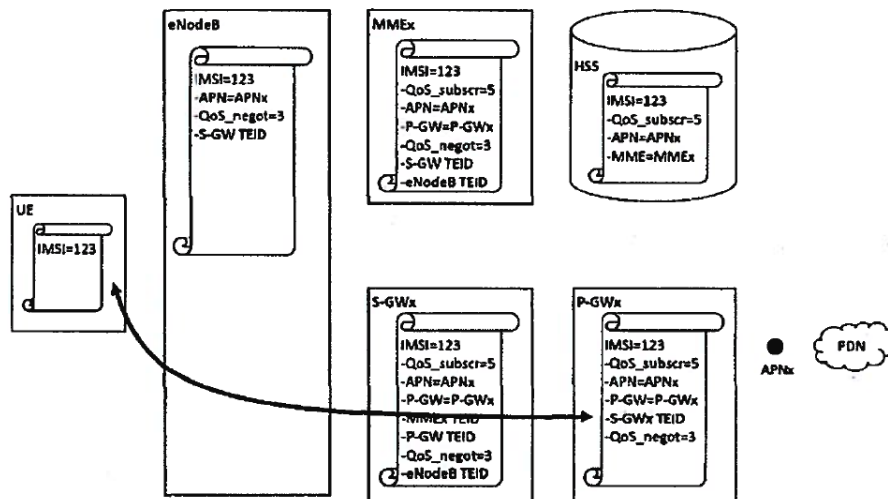 eNodeB
IMSI=123
-APN=APNx
-QoS_negot=3
-S-GW TEID
MMEx
IMSI=123
-QoS_subscr=5
-APN=APNx
-P-GW=P-GWx
-QoS_negot=3
-S-GW TEID
-eNodeB TEID
HSS
IMSI=123
-QoS_subscr=5
-APN=APNx
-MME=MMEx
UE
IMSI=123
S-GWx
IMSI=123
-QoS_subscr=5
-APN=APNx
-P-GW=P-GWx
-MMEx TEID
-P-GW TEID
-QoS_negot=3
-eNodeB TEID
P-GWx
IMSI=123
-QoS_subscr=5
-APN=APNx
-P-GW=P-GWx
-S-GWx TEID
-QoS_negot=3
APNx
PDN